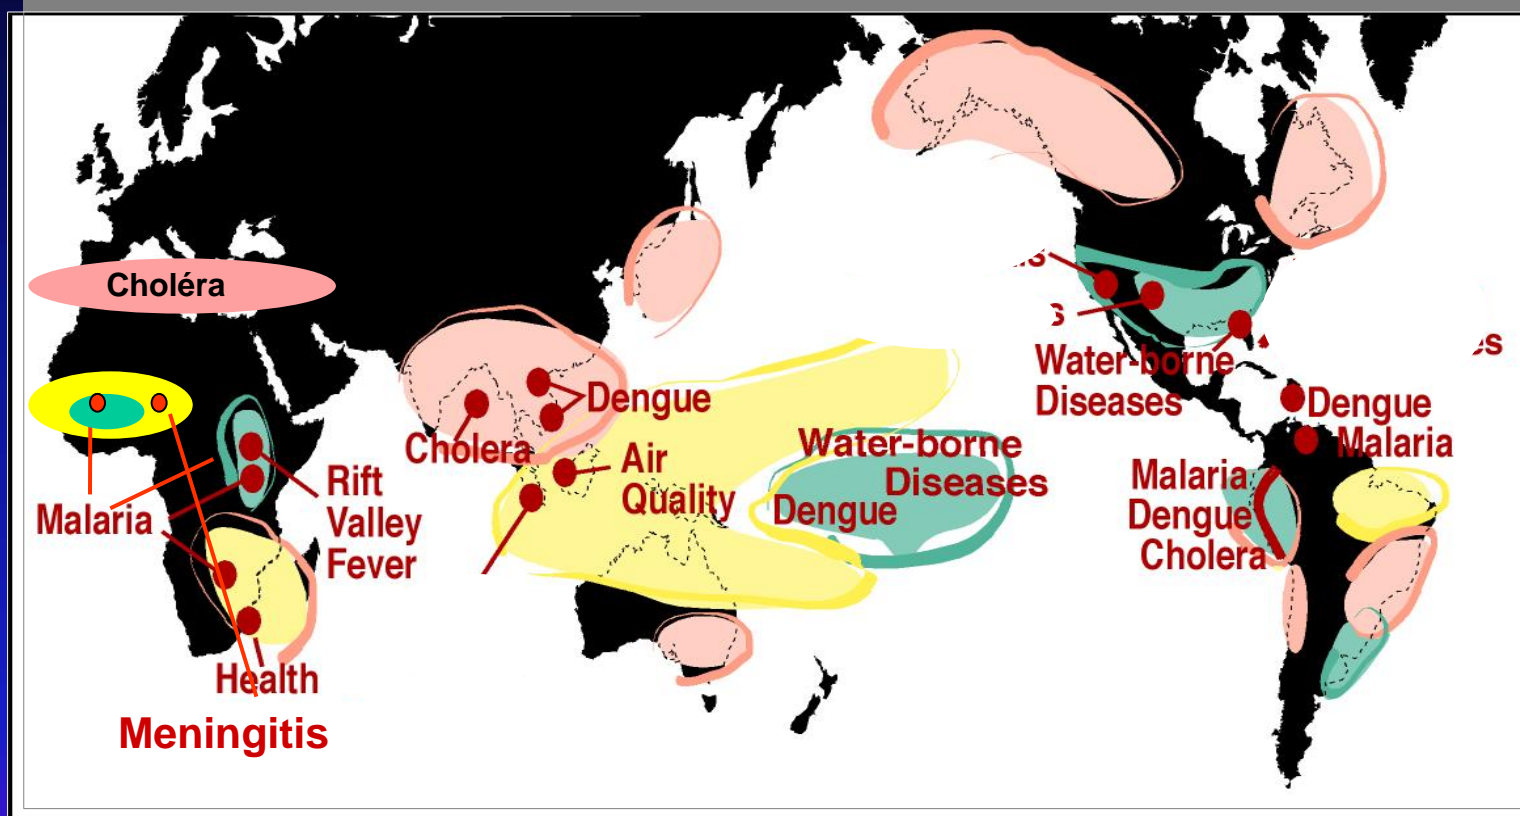 Choléra
Malaria
Rift
Valley
Fever
Health
Meningitis
Cholera
Dengue
Air
Quality
Water-borne
Diseases
Dengue
Water-borne
Diseases
Dengue
Malaria
Malaria
Dengue
Cholera